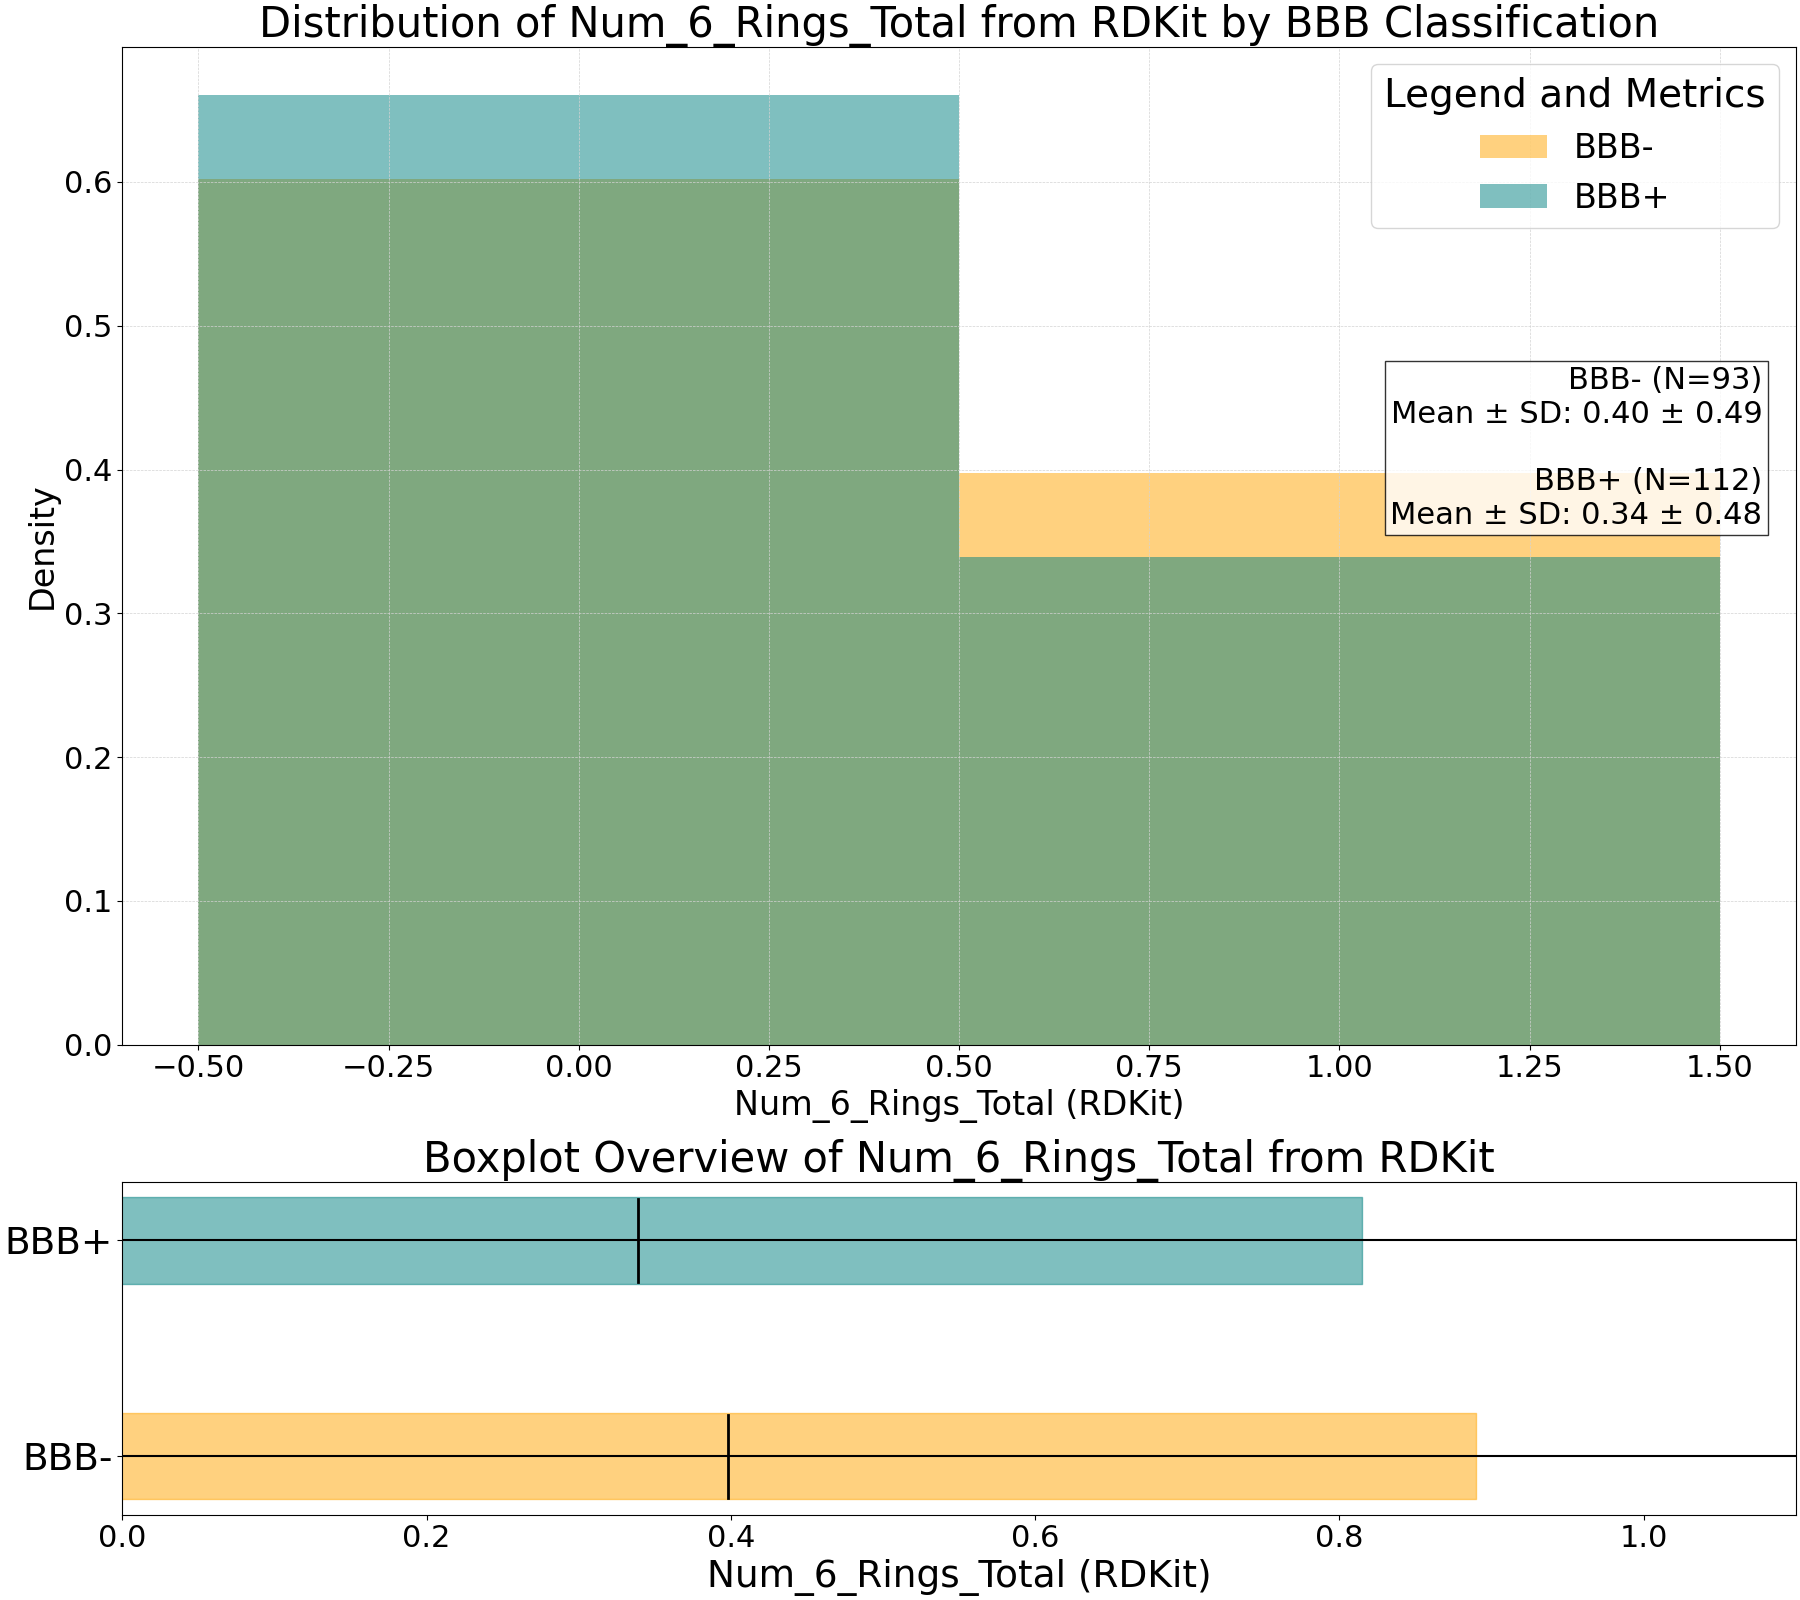 Distribution of Num_6_Rings_Total from RDKit by BBB Classification
Legend and Metrics
BBB-
BBB+
BBB- (N=93)
Mean ± SD: 0.40 ± 0.49
BBB+ (N=112)
Mean ± SD: 0.34 ± 0.48
Density
0.6
0.5
0.4
0.3
0.2
0.1
0.0
−0.50 −0.25 0.00 0.25 0.50 0.75 1.00 1.25 1.50
Num_6_Rings_Total (RDKit)
Boxplot Overview of Num_6_Rings_Total from RDKit
BBB+
BBB-
0.0 0.2 0.4 0.6 0.8 1.0
Num_6_Rings_Total (RDKit)